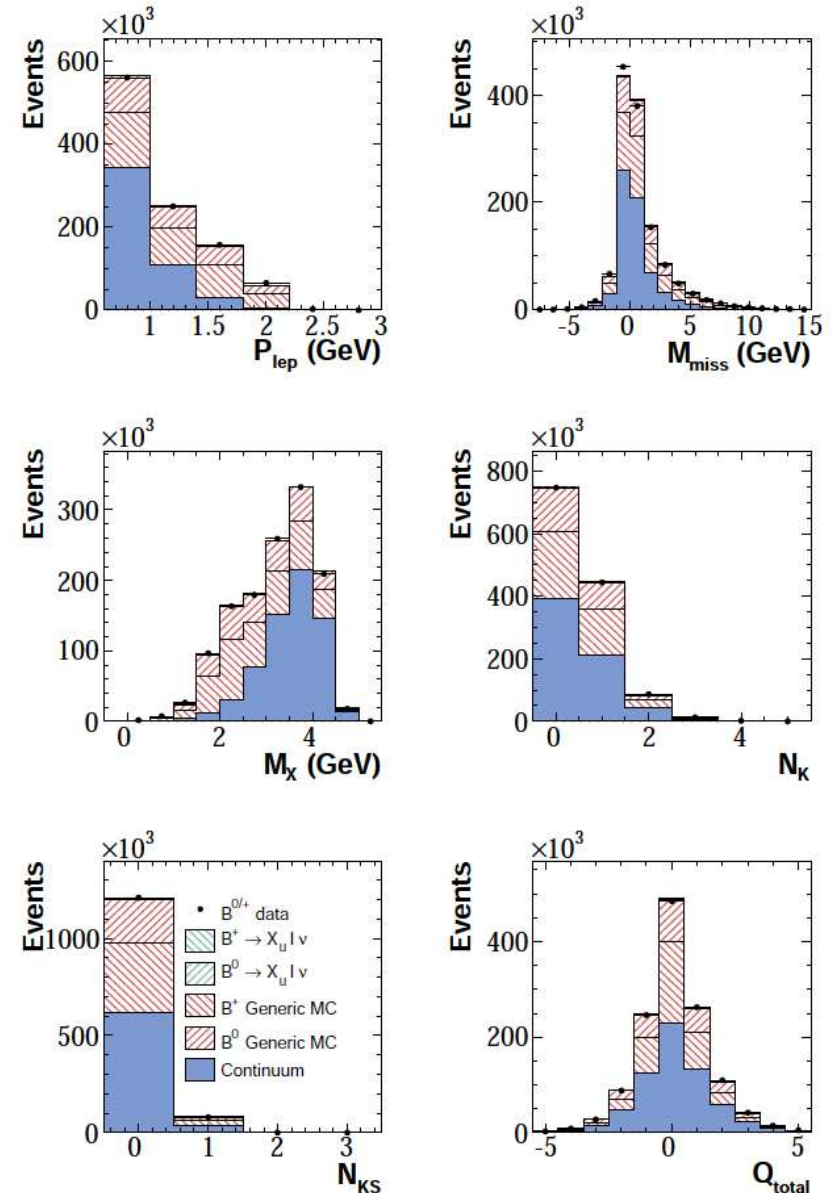 ×10³ ×10³
Events 600 400 200 0
1 1.5 2 2.5 3
P_lep (GeV)
Events 400 200 0
-5 0 5 10 15
M_miss (GeV)
×10³ ×10³
Events 300 200 100 0
0 2 4
M_X (GeV)
Events 800 600 400 200 0
0 2 4
N_K
×10³ ×10³
Events 1000 500 0
B^0/+ data
B^+ → X_u l ν
B^0 → X_u l ν
B^+ Generic MC
B^0 Generic MC
Continuum
0 1 2 3
N_KS
Events 400 200 0
-5 0 5
Q_total